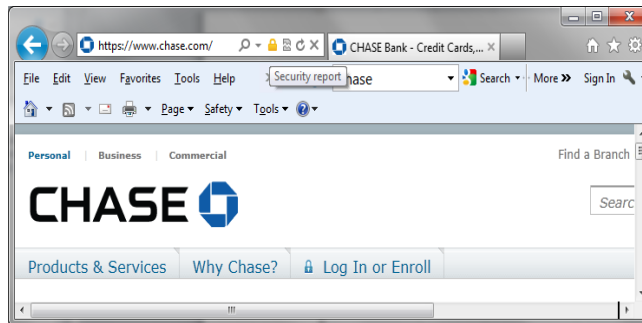 https://www.chase.com/ CHASE Bank - Credit Cards,...
File Edit View Favorites Tools Help Security report hase Search More » Sign In
Page Safety Tools
Personal | Business | Commercial Find a Branch
CHASE Searc
Products & Services Why Chase? Log In or Enroll